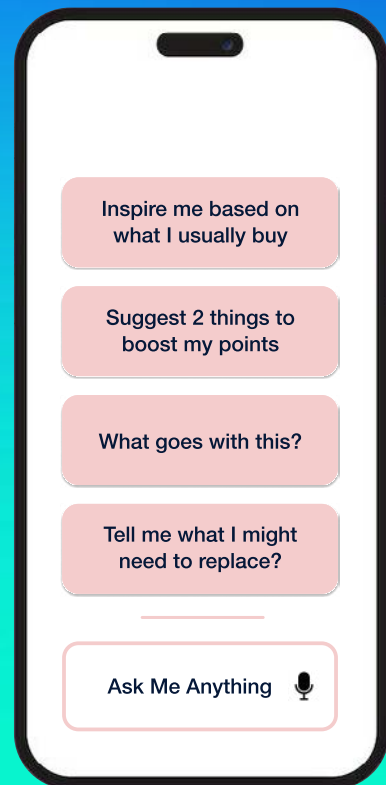 Inspire me based on
what I usually buy
Suggest 2 things to
boost my points
What goes with this?
Tell me what I might
need to replace?
Ask Me Anything